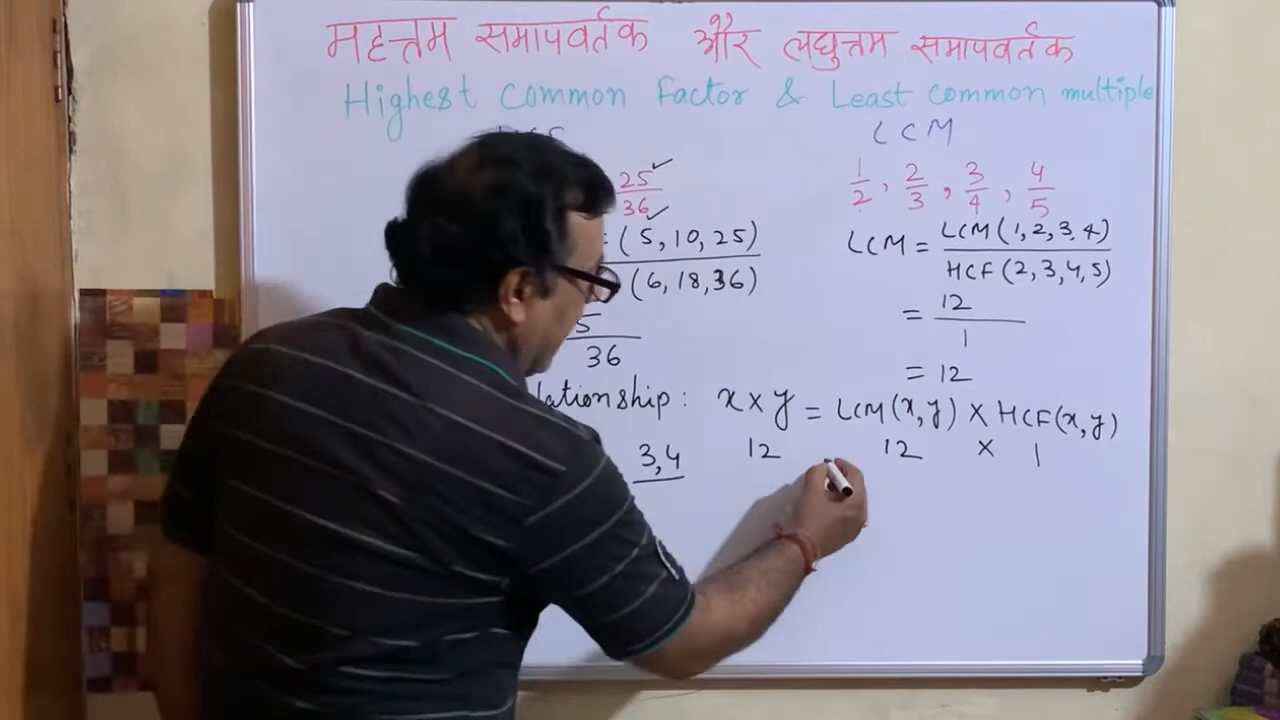 महत्तम समापवर्तक और लघुत्तम समापवर्तक
Highest common factor & Least common multiple
LCM
25
36
1/2, 2/3, 3/4, 4/5
= (5, 10, 25)
(6, 18, 36)
LCM = LCM(1,2,3,4)
HCF(2,3,4,5)
5
36
= 12
1
= 12
lationship: x × y = LCM(x,y) × HCF(x,y)
3,4 12 12 × 1